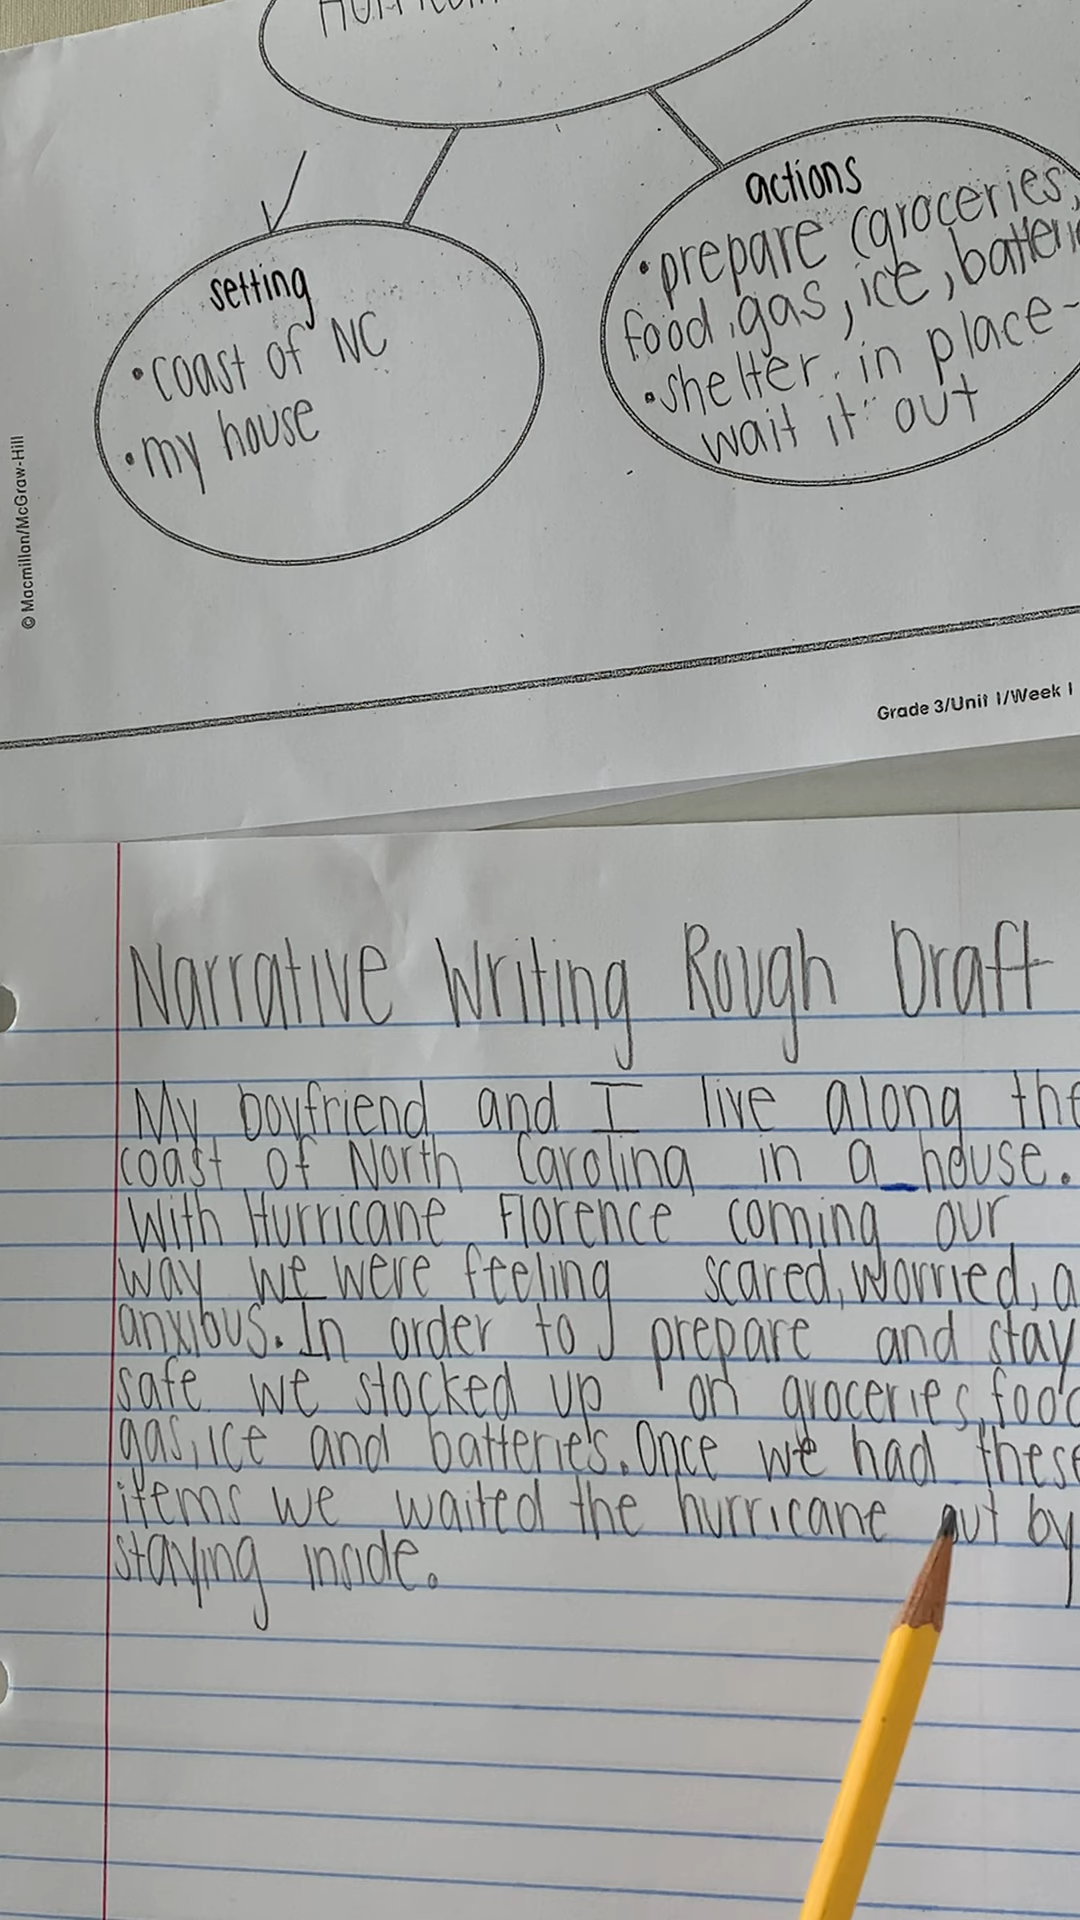 setting
• coast of NC
• my house
actions
• prepare (groceries,
food, gas, ice,
• shelter in place -
wait it out
© Macmillan/McGraw-Hill
Grade 3/Unit 1/Week 1
Narrative Writing Rough Draft
My boyfriend and I live along the
coast of North Carolina in a house.
With Hurricane Florence coming our
way we were feeling scared, worried,
anxious. In order to prepare and stay
safe we stocked up on groceries, food
gas, ice and batteries. Once we had these
items we waited the hurricane out by
staying inside.